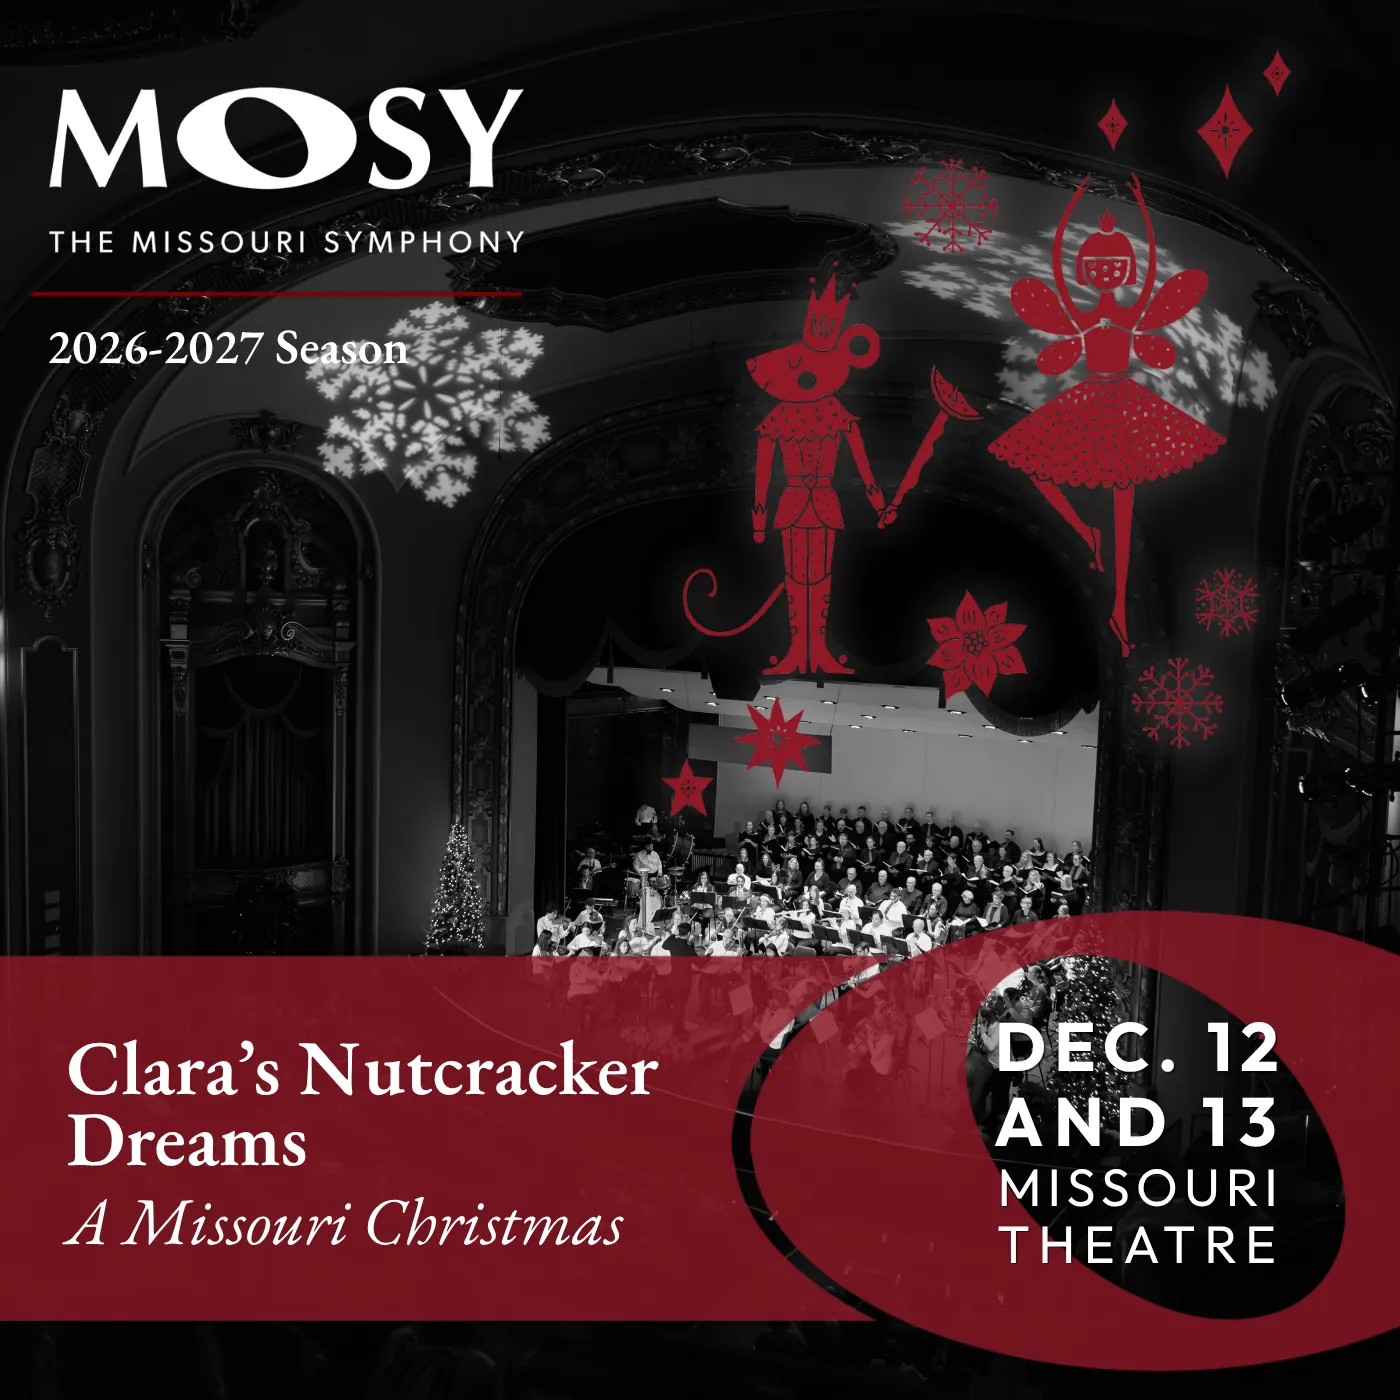 MOSY
THE MISSOURI SYMPHONY
2026-2027 Season
Clara’s Nutcracker
Dreams
A Missouri Christmas
DEC. 12
AND 13
MISSOURI
THEATRE